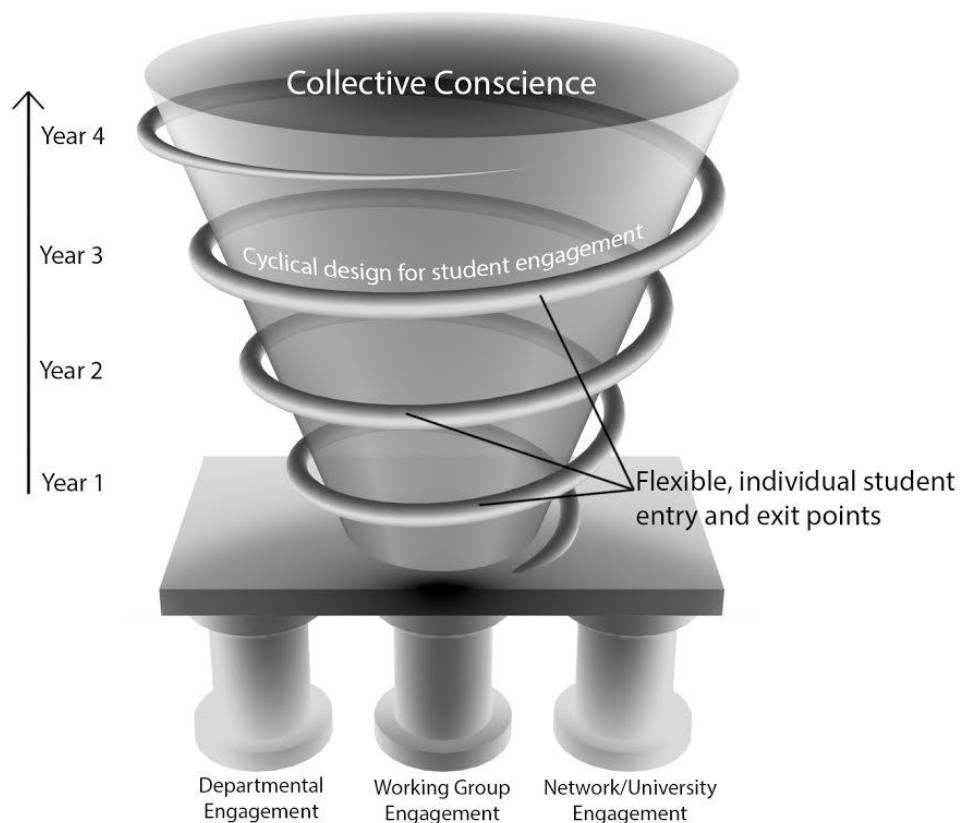 Collective Conscience
Year 4
Year 3
Cyclical design for student engagement
Year 2
Year 1
Flexible, individual student
entry and exit points
Departmental
Engagement
Working Group
Engagement
Network/University
Engagement